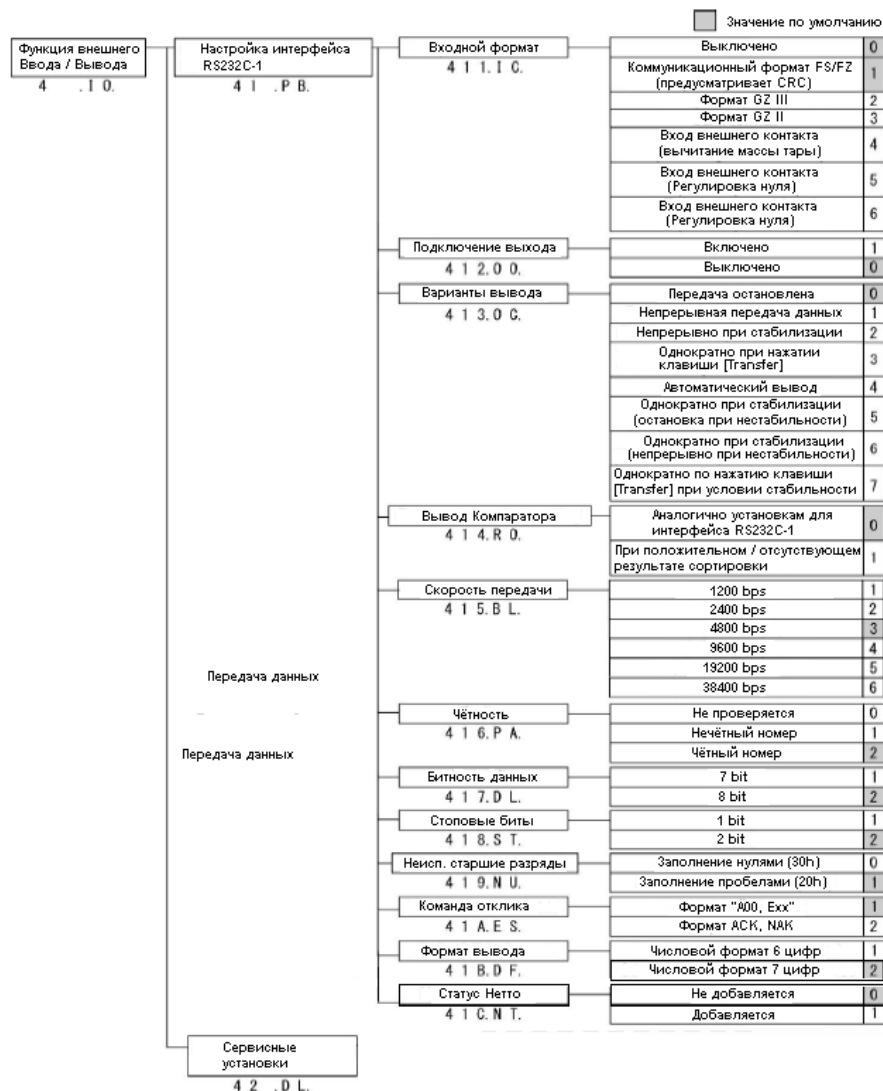 Значение по умолчанию
Функция внешнего
Ввода / Вывода
4 .I O.
Настройка интерфейса
RS232C-1
4 1 .P B.
Входной формат
4 1 1.I C.
Выключено 0
Коммуникационный формат FS/FZ
(предусматривает CRC) 1
Формат GZ III 2
Формат GZ II 3
Вход внешнего контакта
(вычитание массы тары) 4
Вход внешнего контакта
(Регулировка нуля) 5
Вход внешнего контакта
(Регулировка нуля) 6
Подключение выхода
4 1 2.O O.
Включено 1
Выключено 0
Варианты вывода
4 1 3.O C.
Передача остановлена 0
Непрерывная передача данных 1
Непрерывно при стабилизации 2
Однократно при нажатии
клавиши [Transfer] 3
Автоматический вывод 4
Однократно при стабилизации
(остановка при нестабильности) 5
Однократно при стабилизации
(непрерывно при нестабильности) 6
Однократно по нажатию клавиши
[Transfer] при условии стабильности 7
Вывод Компаратора
4 1 4.R O.
Аналогично установкам для
интерфейса RS232C-1 0
При положительном / отсутствующем
результате сортировки 1
Скорость передачи
4 1 5.B L.
1200 bps 1
2400 bps 2
4800 bps 3
9600 bps 4
19200 bps 5
38400 bps 6
Передача данных
Чётность
4 1 6.P A.
Не проверяется 0
Нечётный номер 1
Чётный номер 2
Передача данных
Битность данных
4 1 7.D L.
7 bit 1
8 bit 2
Стоповые биты
4 1 8.S T.
1 bit 1
2 bit 2
Неисп. старшие разряды
4 1 9.N U.
Заполнение нулями (30h) 0
Заполнение пробелами (20h) 1
Команда отклика
4 1 A.E S.
Формат "A00, Exx" 1
Формат ACK, NAK 2
Формат вывода
4 1 B.D F.
Числовой формат 6 цифр 1
Числовой формат 7 цифр 2
Статус Нетто
4 1 C.N T.
Не добавляется 0
Добавляется 1
Сервисные
установки
4 2 .D L.